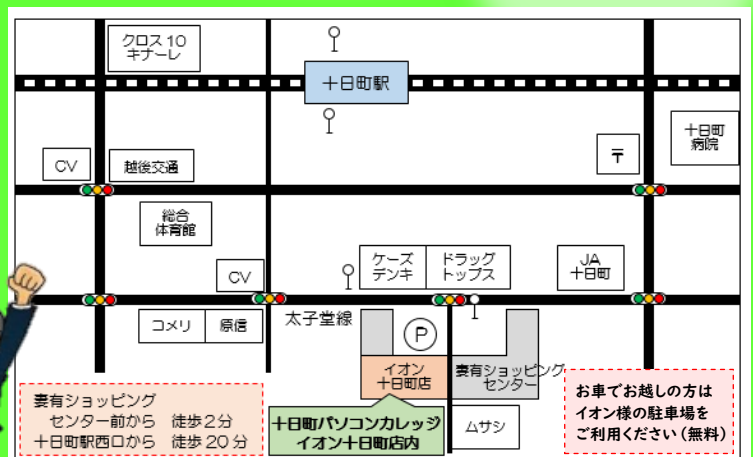 クロス10
キナーレ
十日町駅
十日町
病院
〒
CV
越後交通
総合
体育館
CV
ケーズ
デンキ
ドラッグ
トップス
JA
十日町
コメリ
原信
太子堂線
P
イオン
十日町店
妻有ショッピング
センター
妻有ショッピング
センター前から 徒歩2分
十日町駅西口から 徒歩20分
十日町パソコンカレッジ
イオン十日町店内
ムサシ
お車でお越しの方は
イオン様の駐車場を
ご利用ください(無料)